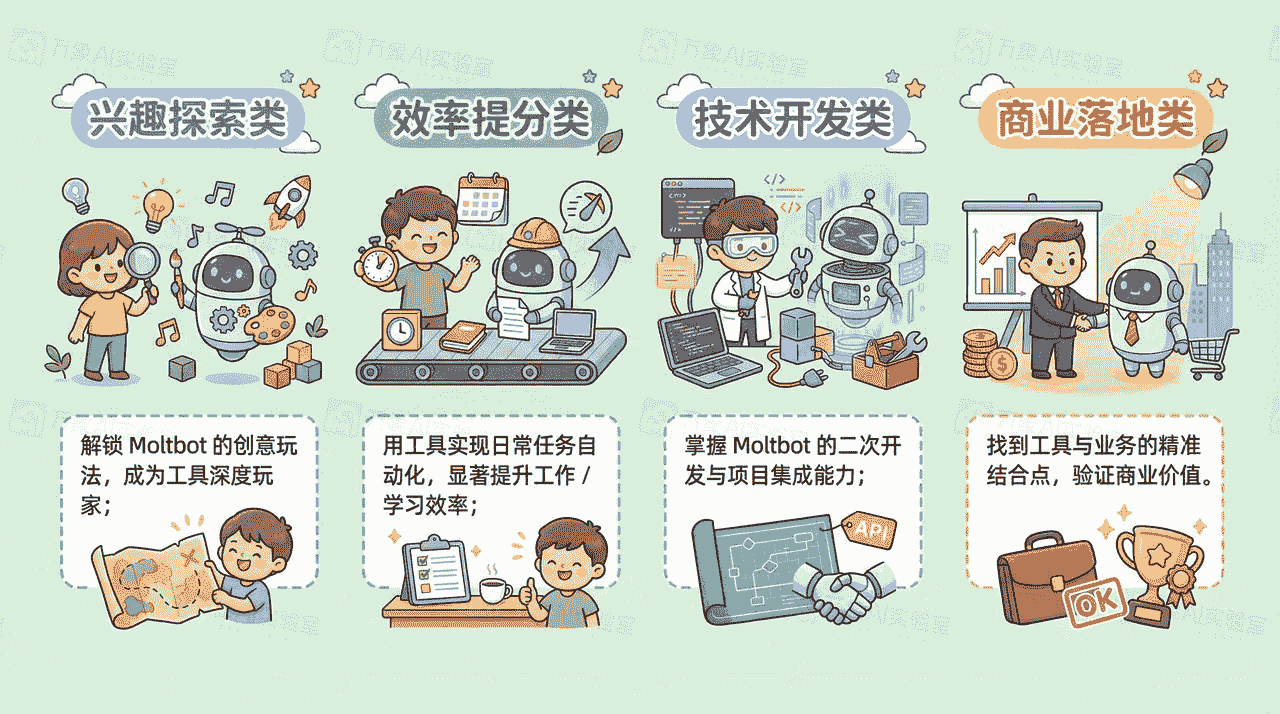 兴趣探索类
效率提分类
技术开发类
商业落地类
解锁 Moltbot 的创意玩
法，成为工具深度玩
家；
用工具实现日常任务自
动化，显著提升工作 /
学习效率；
掌握 Moltbot 的二次开
发与项目集成能力；
找到工具与业务的精准
结合点，验证商业价值。
API
OK